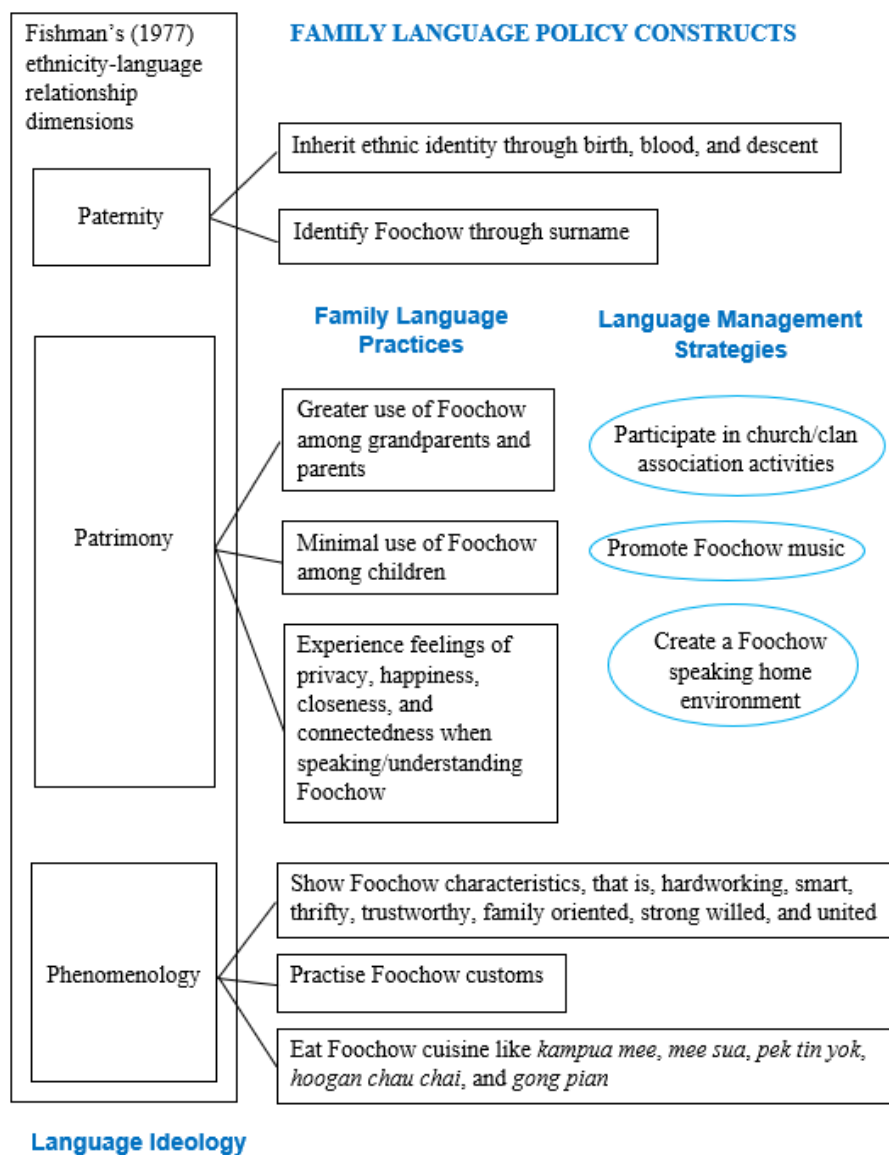 Fishman's (1977)
ethnicity-language
relationship
dimensions
FAMILY LANGUAGE POLICY CONSTRUCTS
Paternity
Inherit ethnic identity through birth, blood, and descent
Identify Foochow through surname
Family Language
Practices
Language Management
Strategies
Patrimony
Greater use of Foochow
among grandparents and
parents
Minimal use of Foochow
among children
Experience feelings of
privacy, happiness,
closeness, and
connectedness when
speaking/understanding
Foochow
Participate in church/clan
association activities
Promote Foochow music
Create a Foochow
speaking home
environment
Phenomenology
Show Foochow characteristics, that is, hardworking, smart,
thrifty, trustworthy, family oriented, strong willed, and united
Practise Foochow customs
Eat Foochow cuisine like kampua mee, mee sua, pek tin yok,
hoogan chau chai, and gong pian
Language Ideology